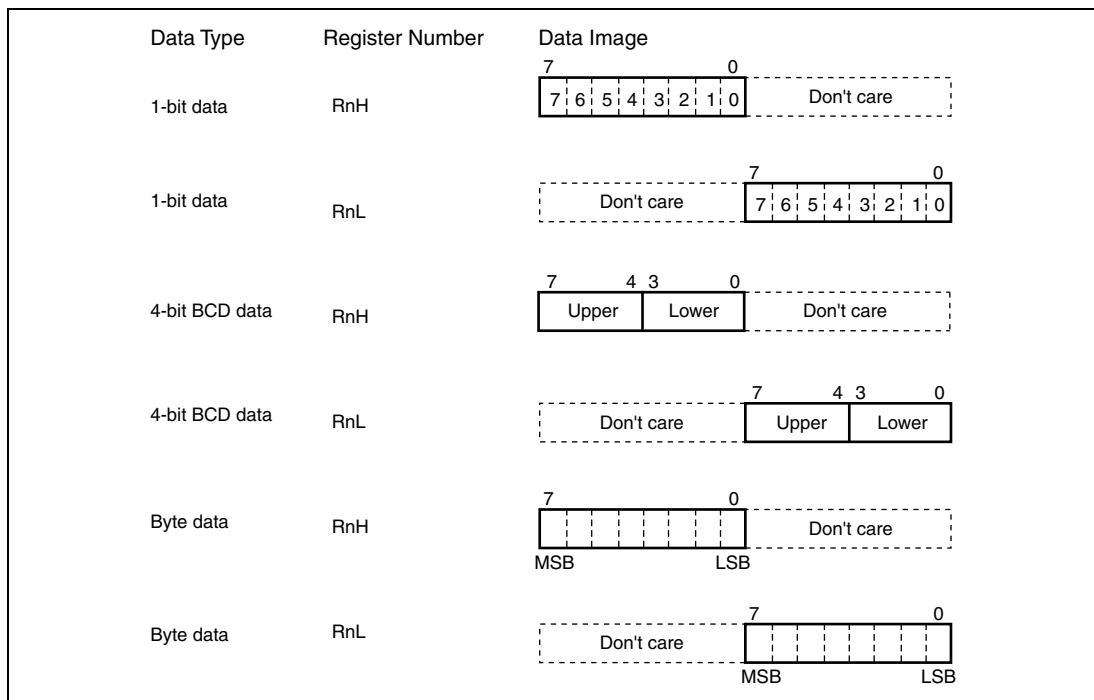 Data Type Register Number Data Image
7 0
1-bit data RnH 7 6 5 4 3 2 1 0 Don't care
7 0
1-bit data RnL Don't care 7 6 5 4 3 2 1 0
7 4 3 0
4-bit BCD data RnH Upper Lower Don't care
7 4 3 0
4-bit BCD data RnL Don't care Upper Lower
7 0
Byte data RnH Don't care
MSB LSB
7 0
Byte data RnL Don't care
MSB LSB